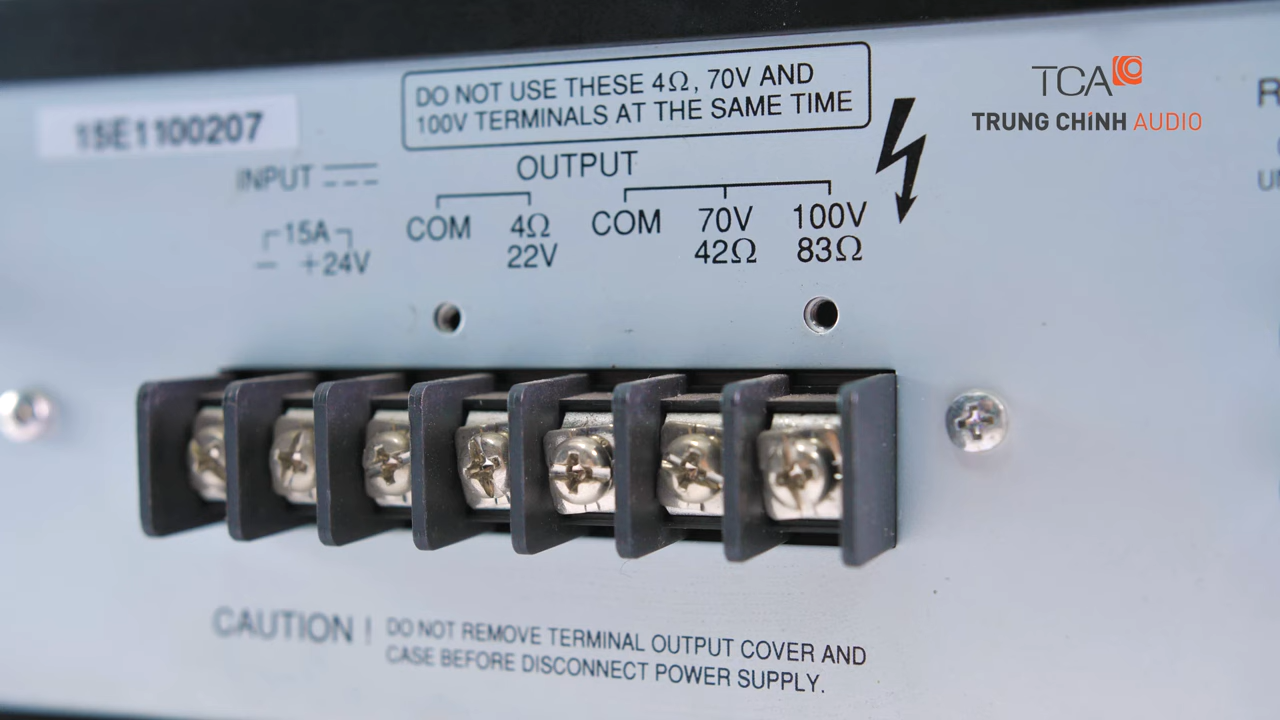 DO NOT USE THESE 4Ω, 70V AND
100V TERMINALS AT THE SAME TIME
TCA
TRUNG CHÍNH AUDIO
15E1100207
INPUT
OUTPUT
15A
− +24V
COM 4Ω COM 70V 100V
22V 42Ω 83Ω
CAUTION !
DO NOT REMOVE TERMINAL OUTPUT COVER AND
CASE BEFORE DISCONNECT POWER SUPPLY.